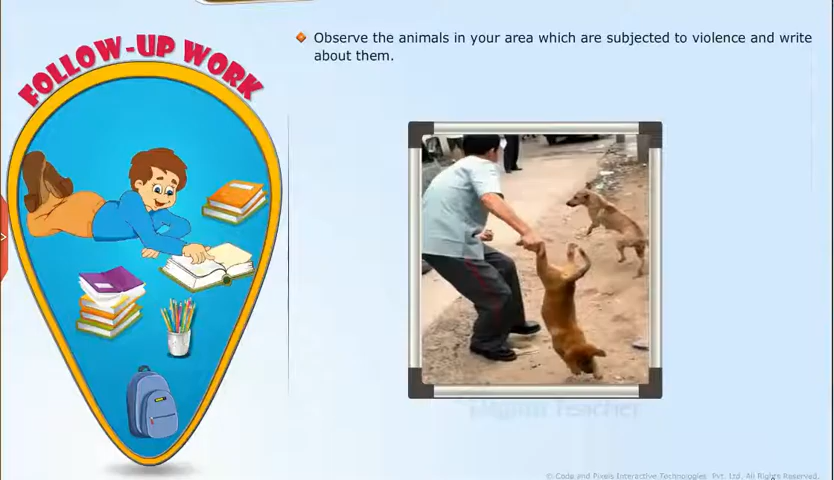 FOLLOW-UP WORK
Observe the animals in your area which are subjected to violence and write
about them.
Digital Teacher
© Code and Pixels Interactive Technologies Pvt. Ltd. All Rights Reserved.